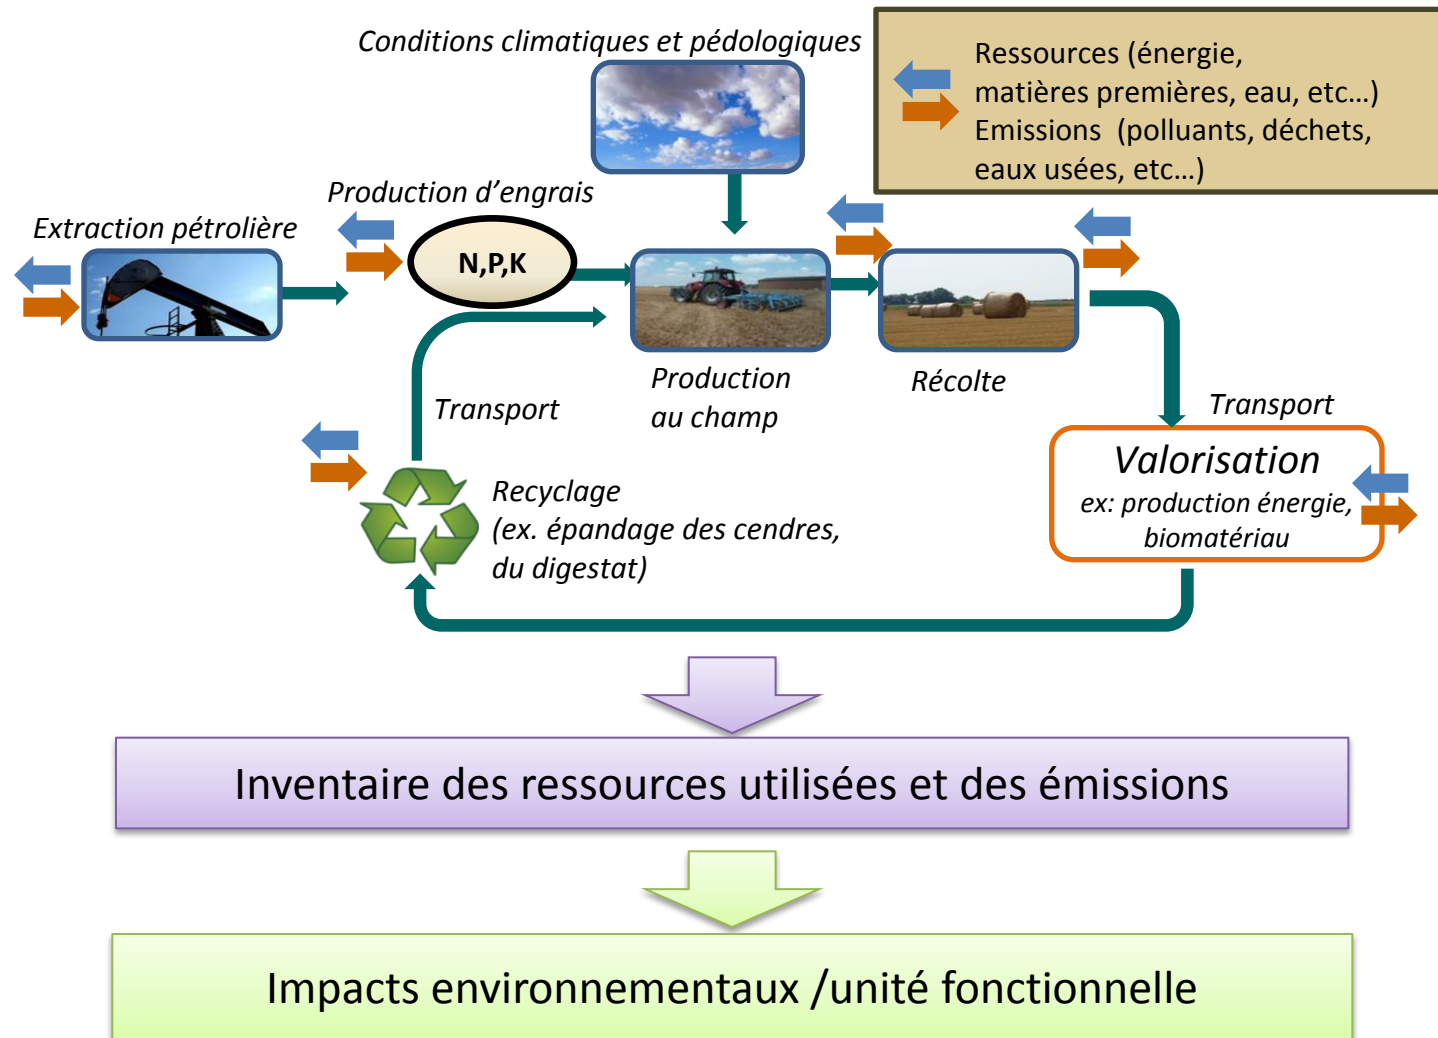 Conditions climatiques et pédologiques
Ressources (énergie,
matières premières, eau, etc…)
Emissions  (polluants, déchets,
eaux usées, etc…)
Production d’engrais
Extraction pétrolière
N,P,K
Production
au champ
Récolte
Transport
Transport
Valorisation
ex: production énergie,
biomatériau
Recyclage
(ex. épandage des cendres,
du digestat)
Inventaire des ressources utilisées et des émissions
Impacts environnementaux /unité fonctionnelle